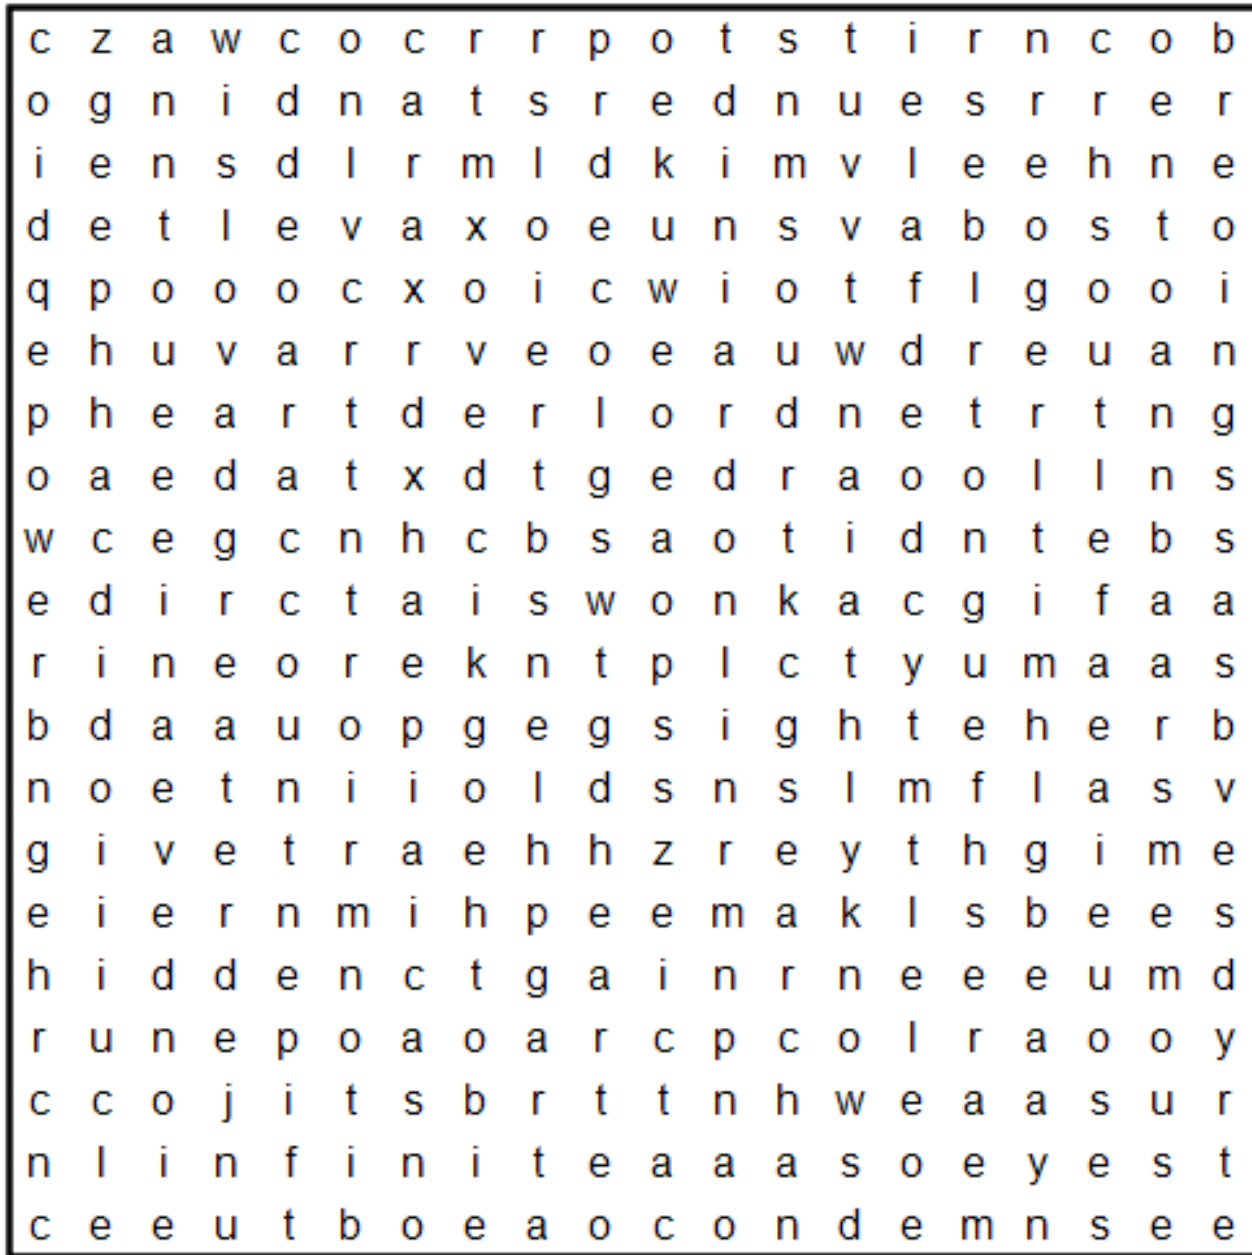 c z a w c o c r r p o t s t i r n c o b
o g n i d n a t s r e d n u e s r r e r
i e n s d l r m l d k i m v l e e h n e
d e t l e v a x o e u n s v a b o s t o
q p o o o c x o i c w i o t f l g o o i
e h u v a r r v e o e a u w d r e u a n
p h e a r t d e r l o r d n e t r t n g
o a e d a t x d t g e d r a o o l l n s
w c e g c n h c b s a o t i d n t e b s
e d i r c t a i s w o n k a c g i f a a
r i n e o r e k n t p l c t y u m a a s
b d a a u o p g e g s i g h t e h e r b
n o e t n i i o l d s n s l m f l a s v
g i v e t r a e h h z r e y t h g i m e
e i e r n m i h p e e m a k l s b e e s
h i d d e n c t g a i n r n e e e u m d
r u n e p o a o a r c p c o l r a o o y
c c o j i t s b r t t n h w e a a s u r
n l i n f i n i t e a a a s o e y e s t
c e e u t b o e a o c o n d e m n s e e